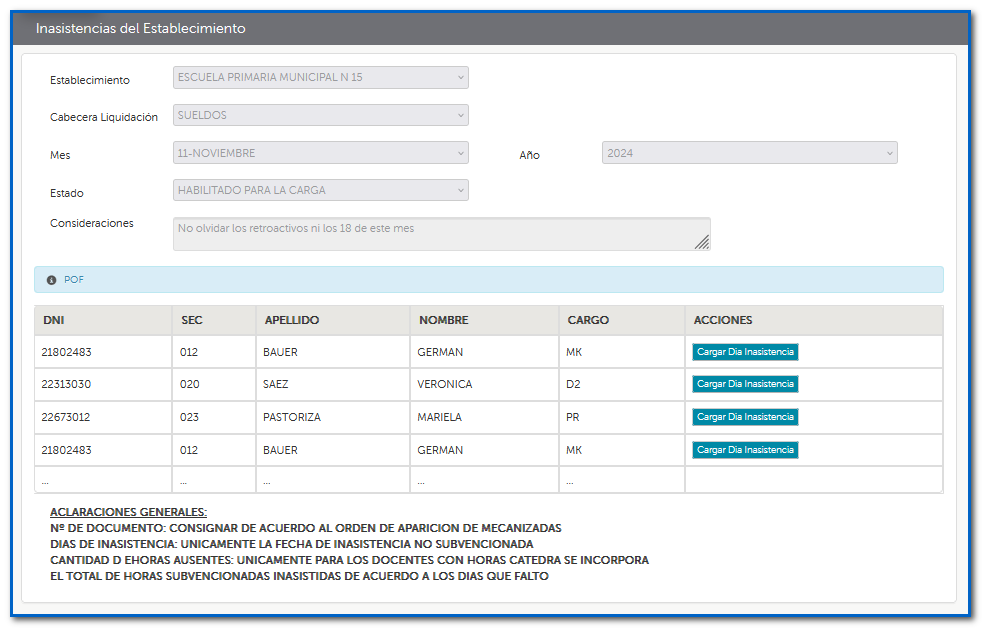 Inasistencias del Establecimiento
Establecimiento ESCUELA PRIMARIA MUNICIPAL N 15
Cabecera Liquidación SUELDOS
Mes 11-NOVIEMBRE Año 2024
Estado HABILITADO PARA LA CARGA
Consideraciones No olvidar los retroactivos ni los 18 de este mes
POF
DNI SEC APELLIDO NOMBRE CARGO ACCIONES
21802483 012 BAUER GERMAN MK Cargar Dia Inasistencia
22313030 020 SAEZ VERONICA D2 Cargar Dia Inasistencia
22673012 023 PASTORIZA MARIELA PR Cargar Dia Inasistencia
21802483 012 BAUER GERMAN MK Cargar Dia Inasistencia
... ... ... ... ...
ACLARACIONES GENERALES:
Nº DE DOCUMENTO: CONSIGNAR DE ACUERDO AL ORDEN DE APARICION DE MECANIZADAS
DIAS DE INASISTENCIA: UNICAMENTE LA FECHA DE INASISTENCIA NO SUBVENCIONADA
CANTIDAD D EHORAS AUSENTES: UNICAMENTE PARA LOS DOCENTES CON HORAS CATEDRA SE INCORPORA
EL TOTAL DE HORAS SUBVENCIONADAS INASISTIDAS DE ACUERDO A LOS DIAS QUE FALTO